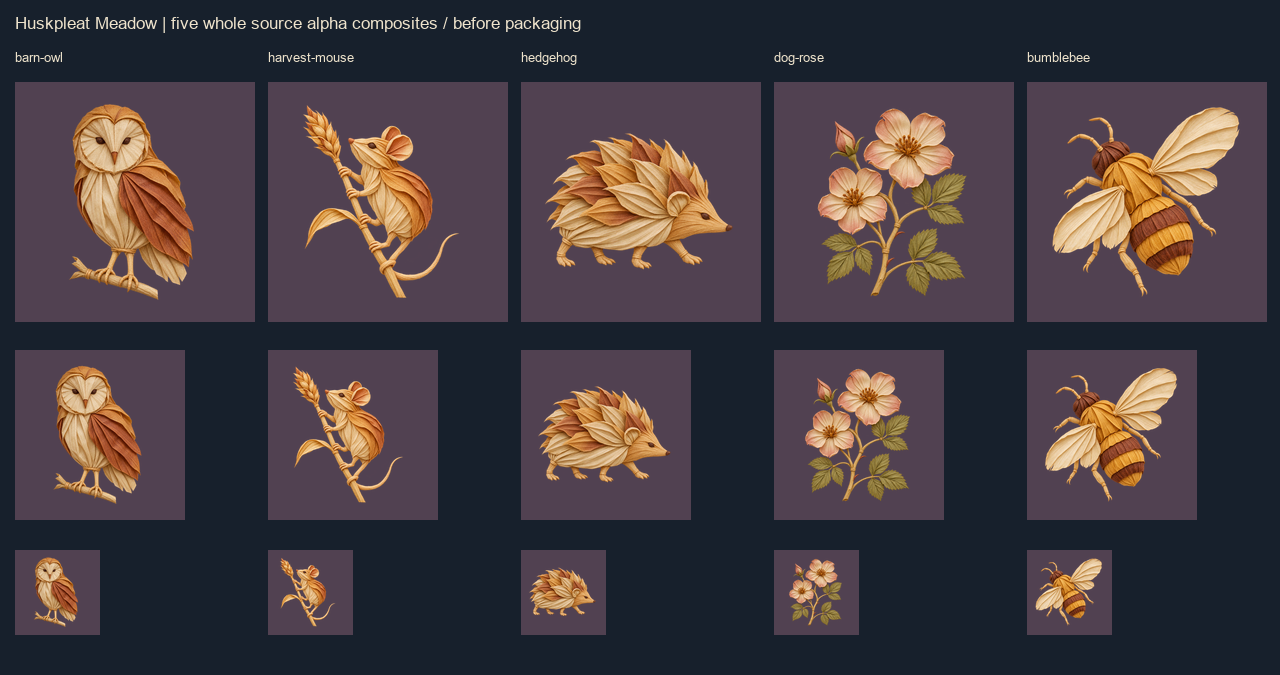 Huskpleat Meadow | five whole source alpha composites / before packaging
barn-owl
harvest-mouse
hedgehog
dog-rose
bumblebee